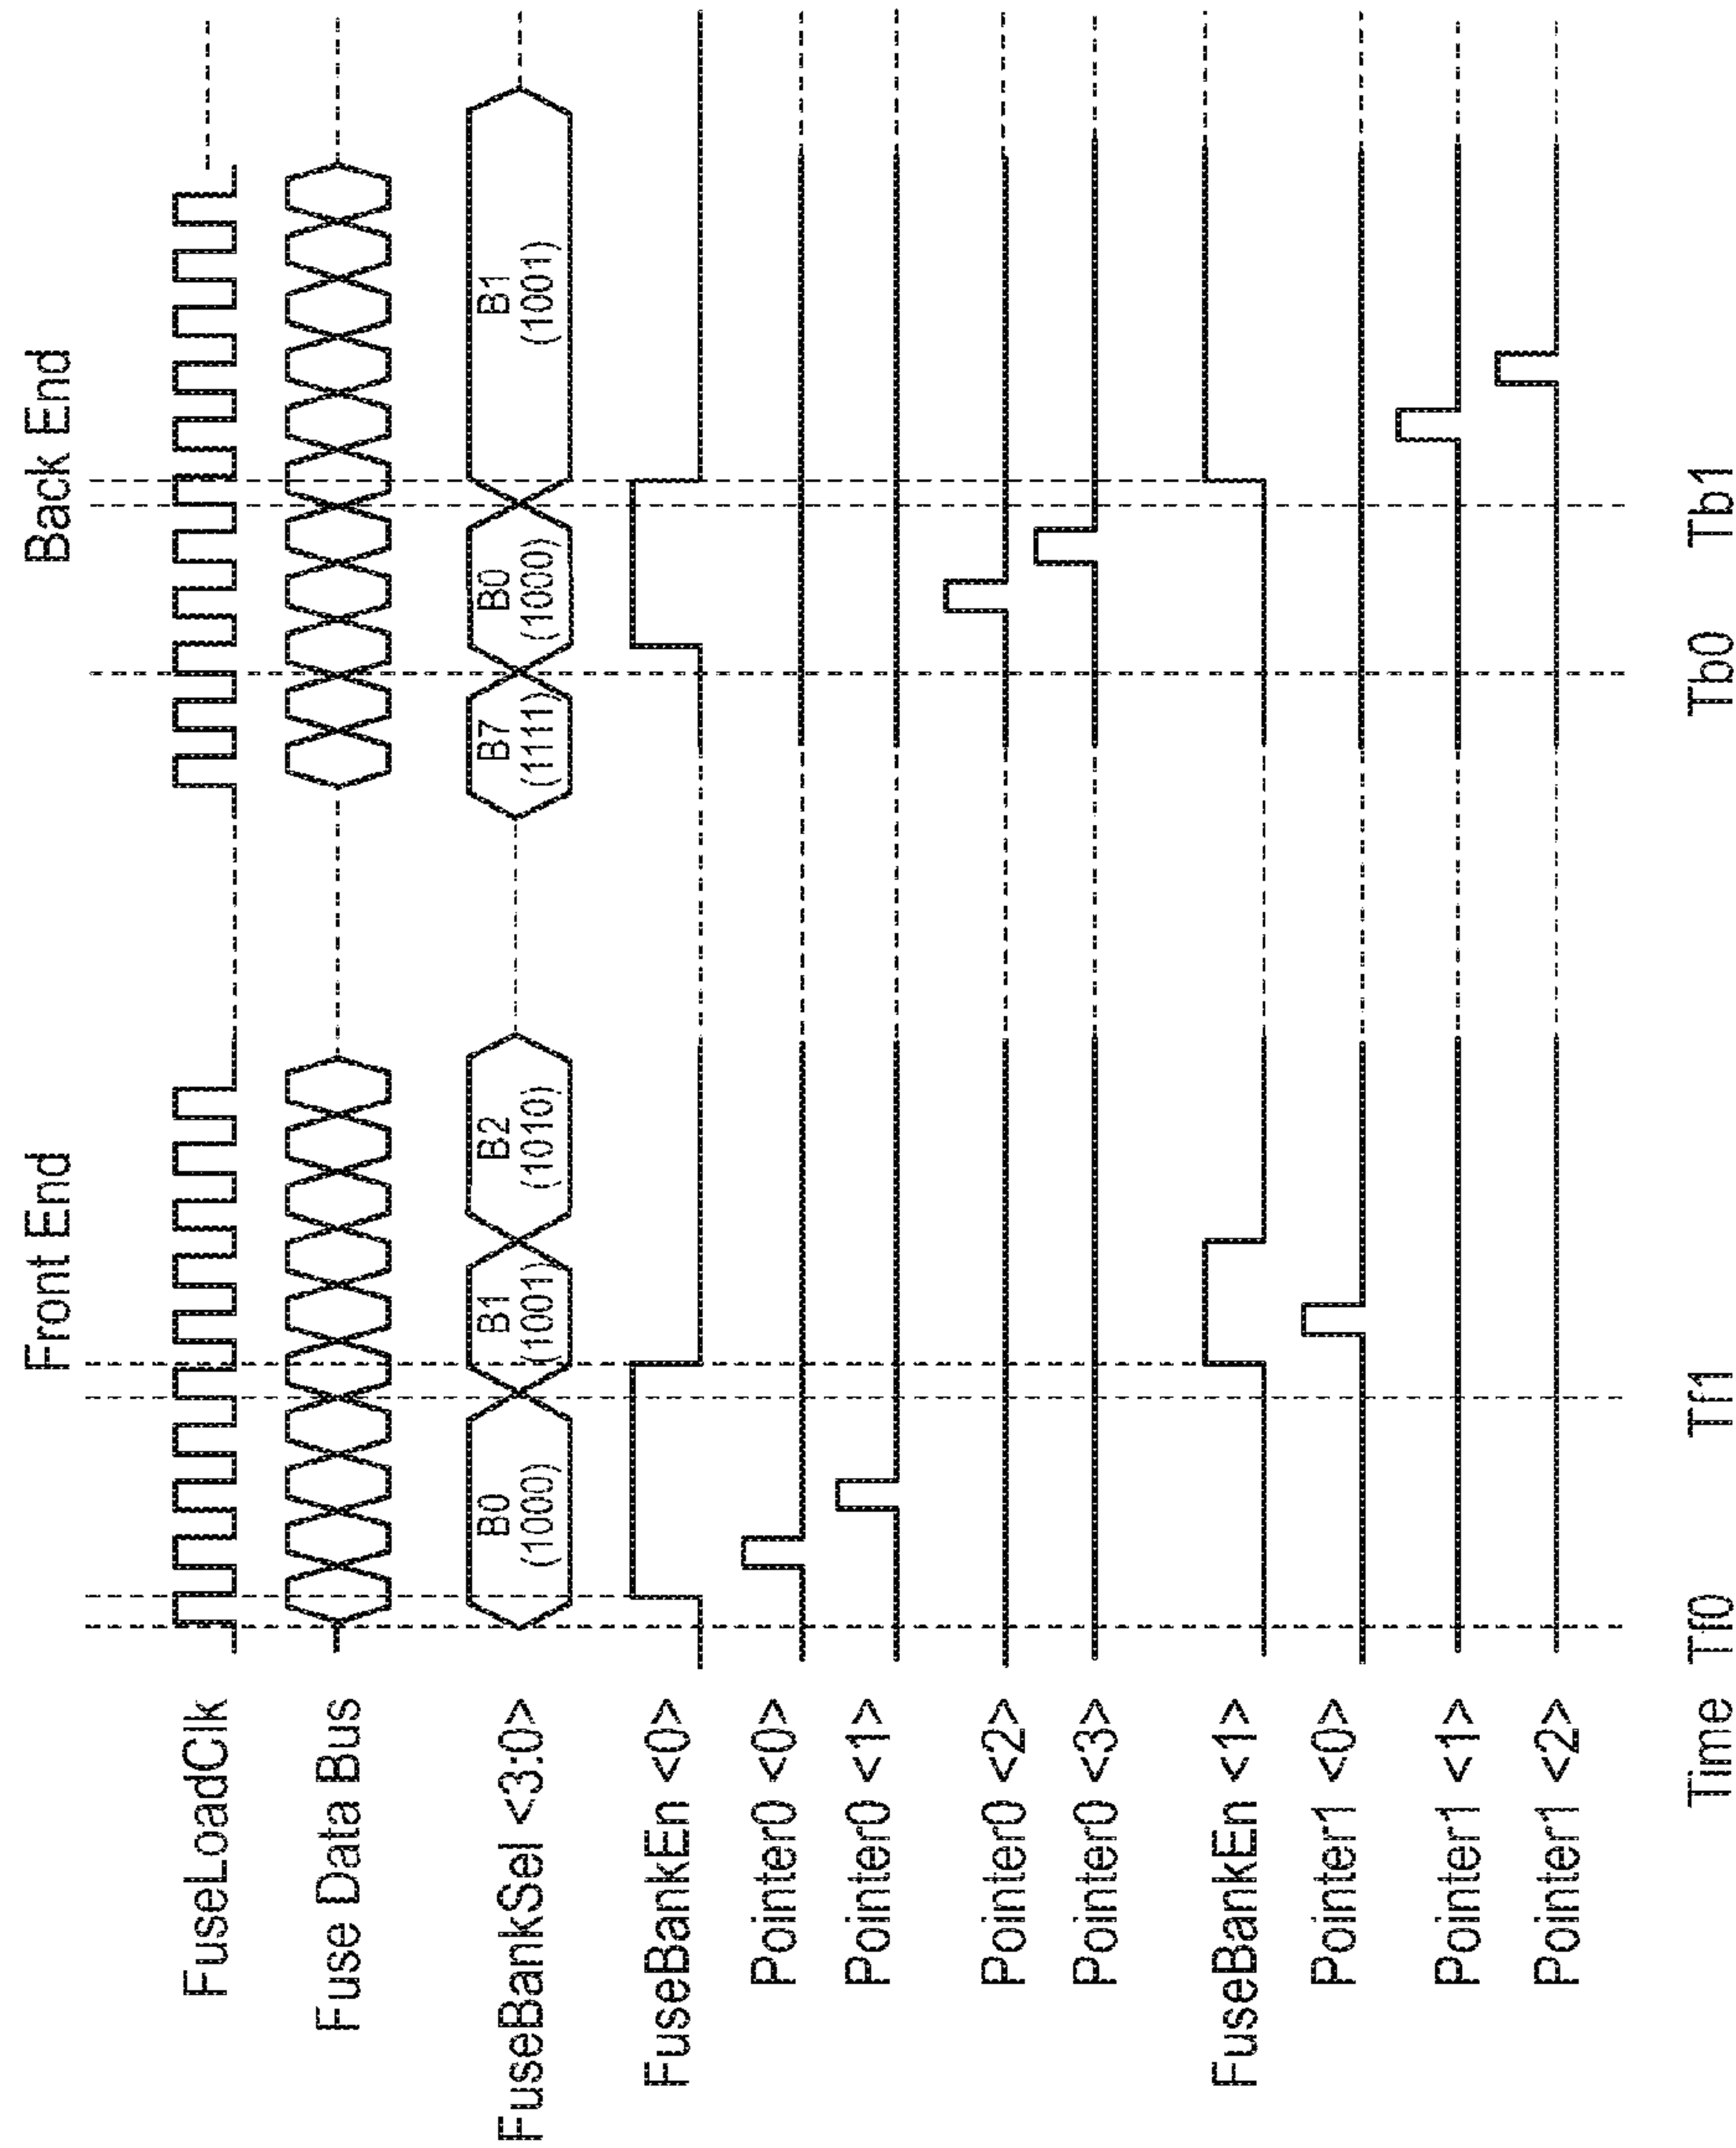 Front End
Back End
FuseLoadClk
Fuse Data Bus
FuseBankSel <3:0>
B0
(1000)
B1
(1001)
B2
(1010)
B7
(1111)
B0
(1000)
B1
(1001)
FuseBankEn <0>
Pointer0 <0>
Pointer0 <1>
Pointer0 <2>
Pointer0 <3>
FuseBankEn <1>
Pointer1 <0>
Pointer1 <1>
Pointer1 <2>
Time Tf0 Tf1 Tb0 Tb1